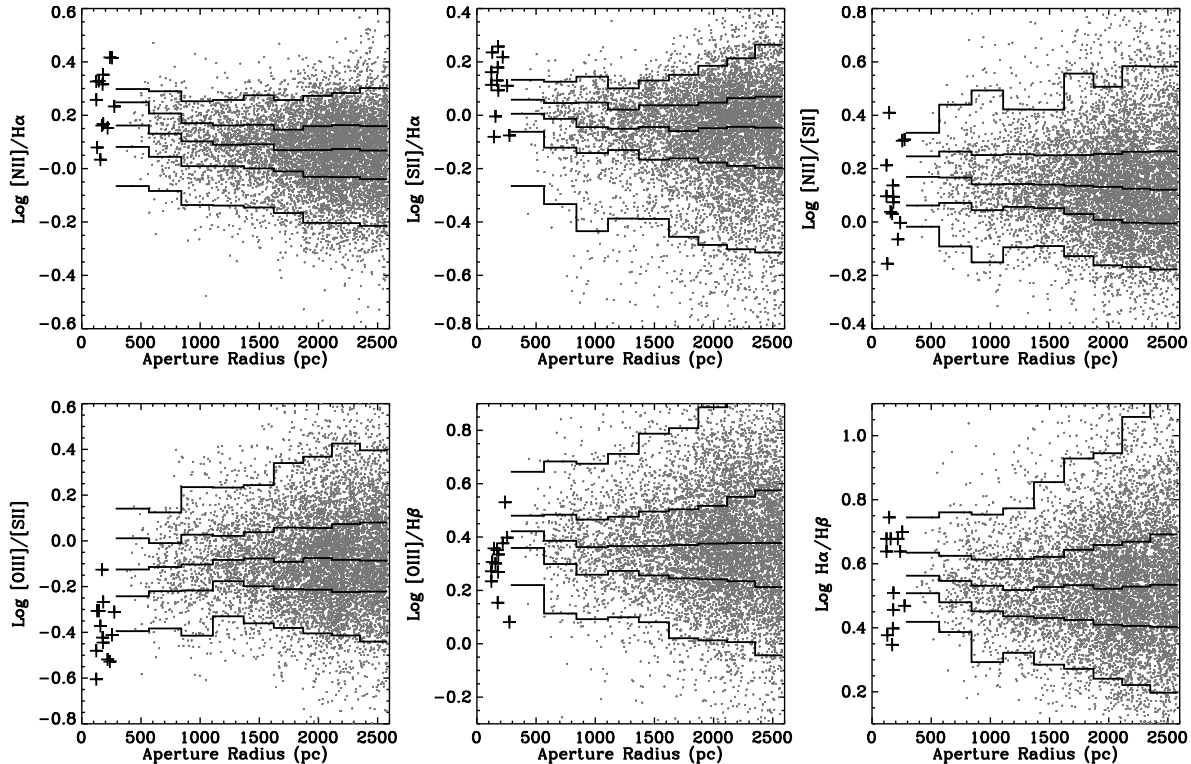 Log [NII]/Hα
0.6
0.4
0.2
−0.0
−0.2
−0.4
−0.6
0 500 1000 1500 2000 2500
Aperture Radius (pc)
Log [SII]/Hα
0.4
0.2
0.0
−0.2
−0.4
−0.6
−0.8
0 500 1000 1500 2000 2500
Aperture Radius (pc)
Log [NII]/[SII]
0.8
0.6
0.4
0.2
0.0
−0.2
−0.4
0 500 1000 1500 2000 2500
Aperture Radius (pc)
Log [OIII]/[SII]
0.6
0.4
0.2
0.0
−0.2
−0.4
−0.6
−0.8
0 500 1000 1500 2000 2500
Aperture Radius (pc)
Log [OIII]/Hβ
0.8
0.6
0.4
0.2
0.0
−0.2
0 500 1000 1500 2000 2500
Aperture Radius (pc)
Log Hα/Hβ
1.0
0.8
0.6
0.4
0.2
0 500 1000 1500 2000 2500
Aperture Radius (pc)